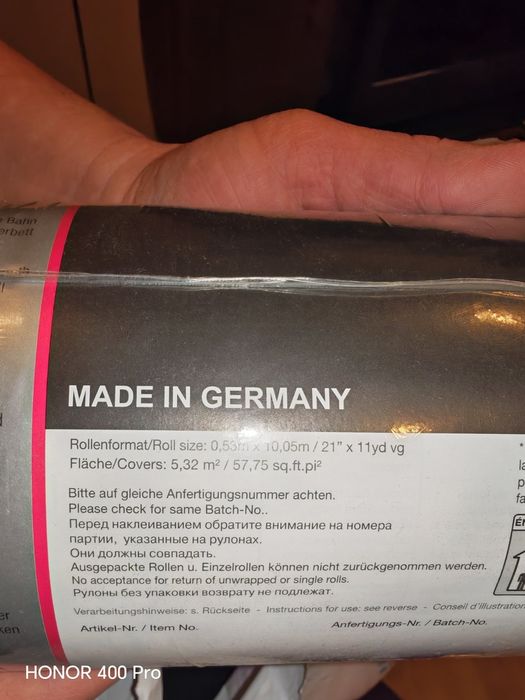 Bahn
erbett
MADE IN GERMANY
Rollenformat/Roll size: 0,53m x 10,05m / 21" x 11yd vg
Fläche/Covers: 5,32 m² / 57,75 sq.ft.pi²
Bitte auf gleiche Anfertigungsnummer achten.
Please check for same Batch-No..
Перед наклеиванием обратите внимание на номера
партии, указанные на рулонах.
Они должны совпадать.
Ausgepackte Rollen u. Einzelrollen können nicht zurückgenommen werden.
No acceptance for return of unwrapped or single rolls.
Рулоны без упаковки возврату не подлежат.
Verarbeitungshinweise: s. Rückseite - Instructions for use: see reverse - Conseil d'illustration
Artikel-Nr. / Item No.
Anfertigungs-Nr. / Batch-No.
HONOR 400 Pro